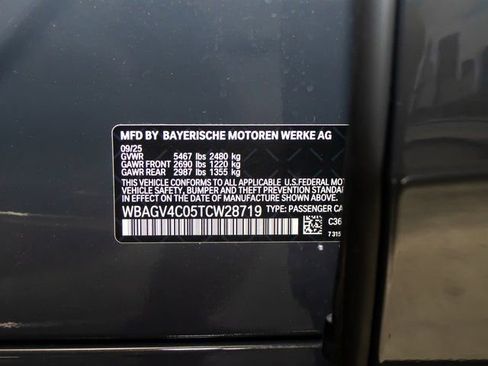 MFD BY BAYERISCHE MOTOREN WERKE AG
09/25
GVWR 5467 lbs 2480 kg
GAWR FRONT 2690 lbs 1220 kg
GAWR REAR 2987 lbs 1355 kg
THIS VEHICLE CONFORMS TO ALL APPLICABLE U.S.FEDERAL MOT
VEHICLE SAFETY, BUMPER AND THEFT PREVENTION STANDARDS
EFFECT ON THE DATE OF MANUFACTURE SHOWN ABOVE.
WBAGV4C05TCW28719 TYPE: PASSENGER CA
C36
7315